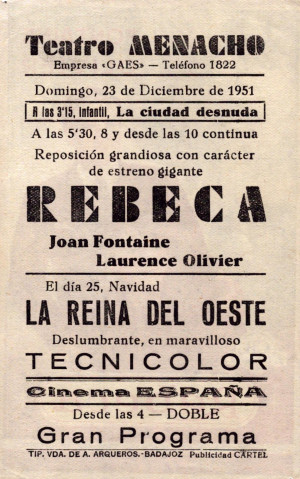 Teatro MENACHO
Empresa «GAES» — Teléfono 1822
Domingo, 23 de Diciembre de 1951
A las 3'15, Infantil, La ciudad desnuda
A las 5'30, 8 y desde las 10 continua
Reposición grandiosa con carácter
de estreno gigante
REBECA
Joan Fontaine
Laurence Olivier
El día 25, Navidad
LA REINA DEL OESTE
Deslumbrante, en maravilloso
TECNICOLOR
Cinema ESPAÑA
Desde las 4 — DOBLE
Gran Programa
TIP. VDA. DE A. ARQUEROS.-BADAJOZ Publicidad CARTEL